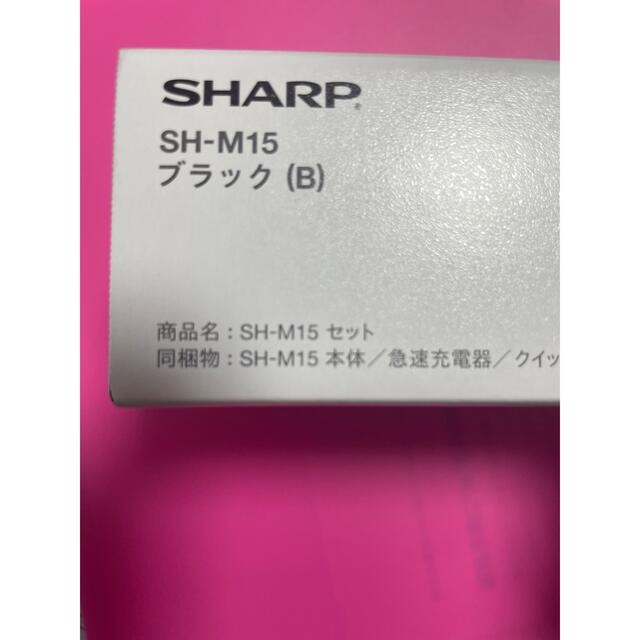 SHARP
SH-M15
ブラック (B)
商品名：SH-M15 セット
同梱物：SH-M15 本体／急速充電器／クイッ